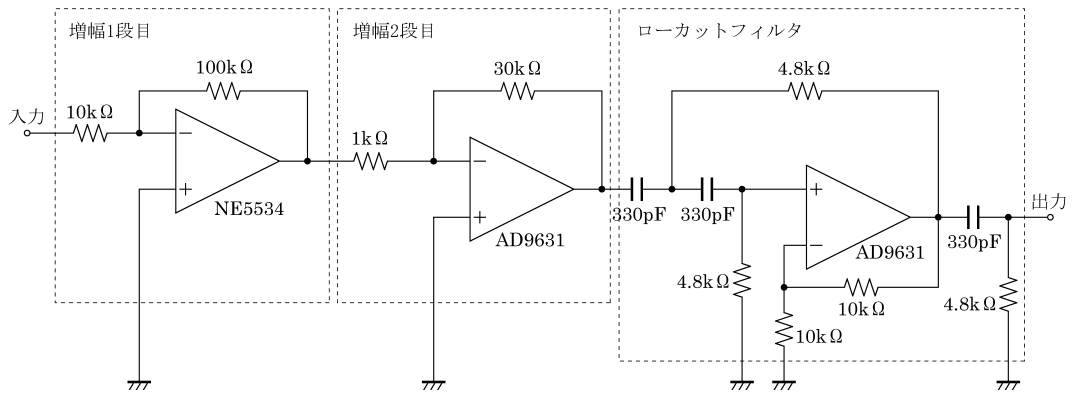 増幅1段目
増幅2段目
ローカットフィルタ
100kΩ
30kΩ
4.8kΩ
入力
10kΩ
1kΩ
NE5534
AD9631
330pF
330pF
4.8kΩ
AD9631
10kΩ
10kΩ
330pF
4.8kΩ
出力